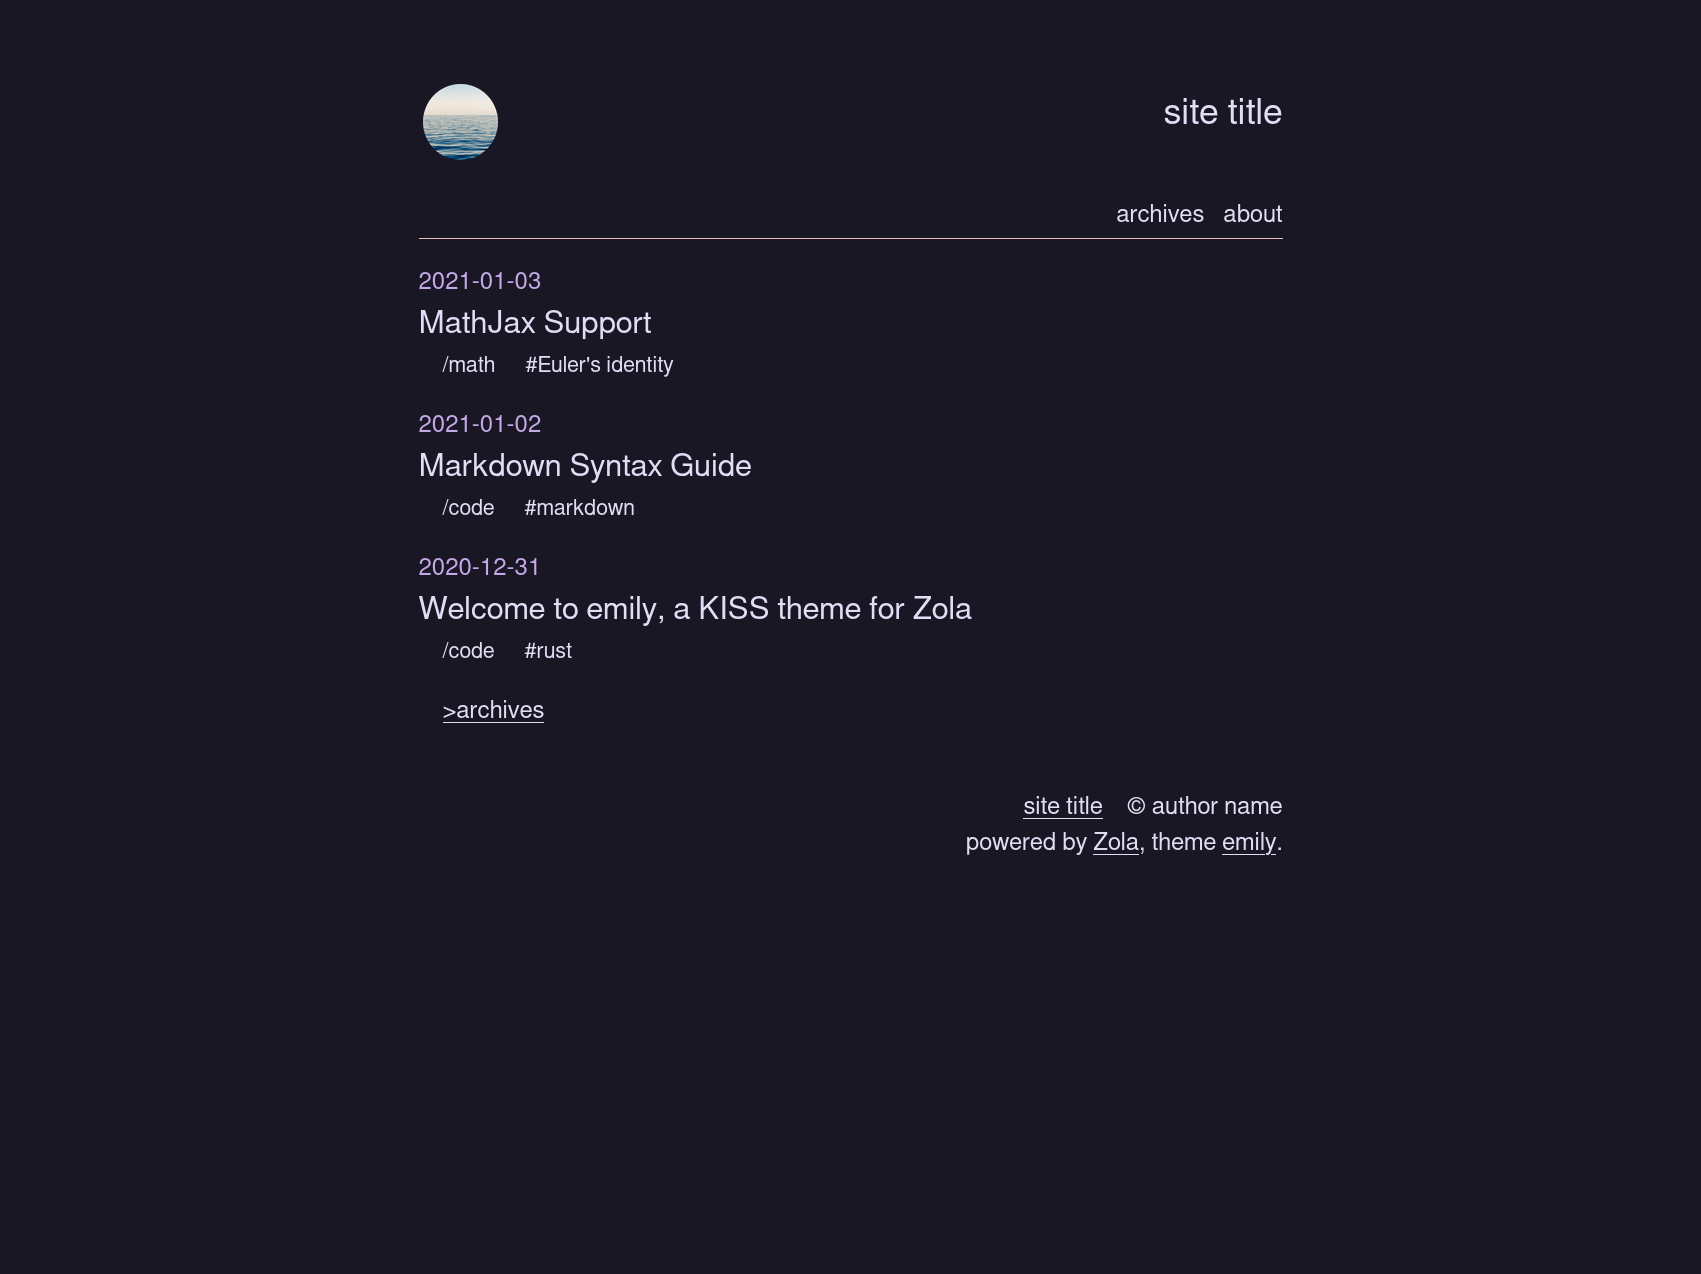 site title
archives about
2021-01-03
MathJax Support
/math #Euler's identity
2021-01-02
Markdown Syntax Guide
/code #markdown
2020-12-31
Welcome to emily, a KISS theme for Zola
/code #rust
>archives
site title © author name
powered by Zola, theme emily.